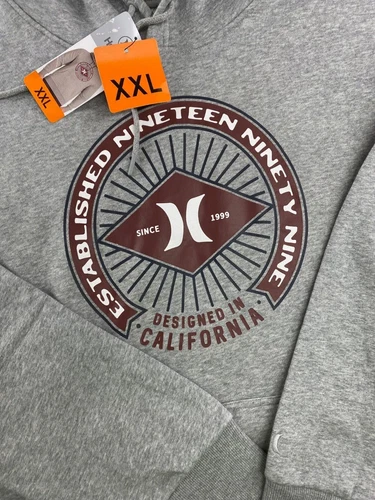 XXL
XXL
ESTABLISHED NINETEEN NINETY NINE
SINCE 1999
DESIGNED IN
CALIFORNIA